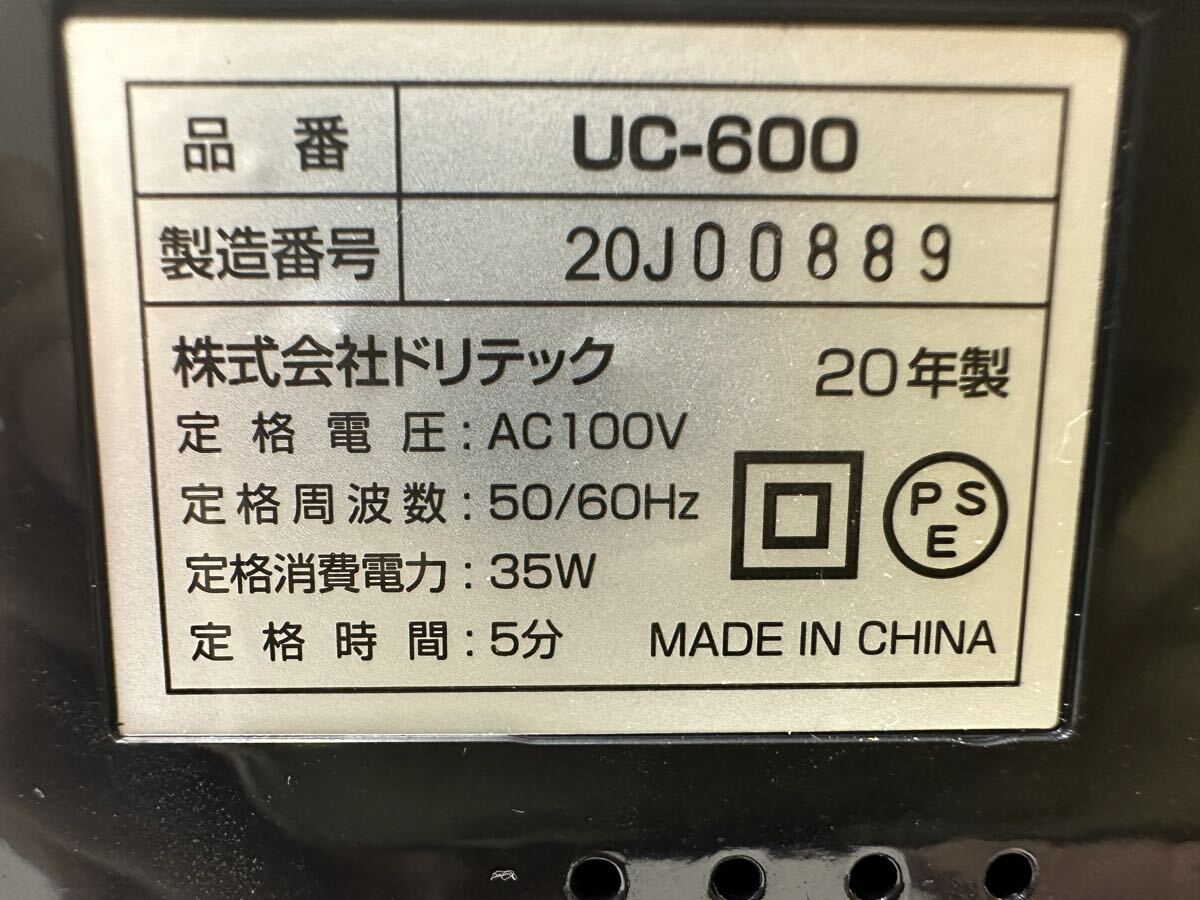 品 番 UC-600
製造番号 20J00889
株式会社ドリテック 20年製
定格電圧:AC100V
定格周波数:50/60Hz
PSE
定格消費電力:35W
定格時間:5分 MADE IN CHINA